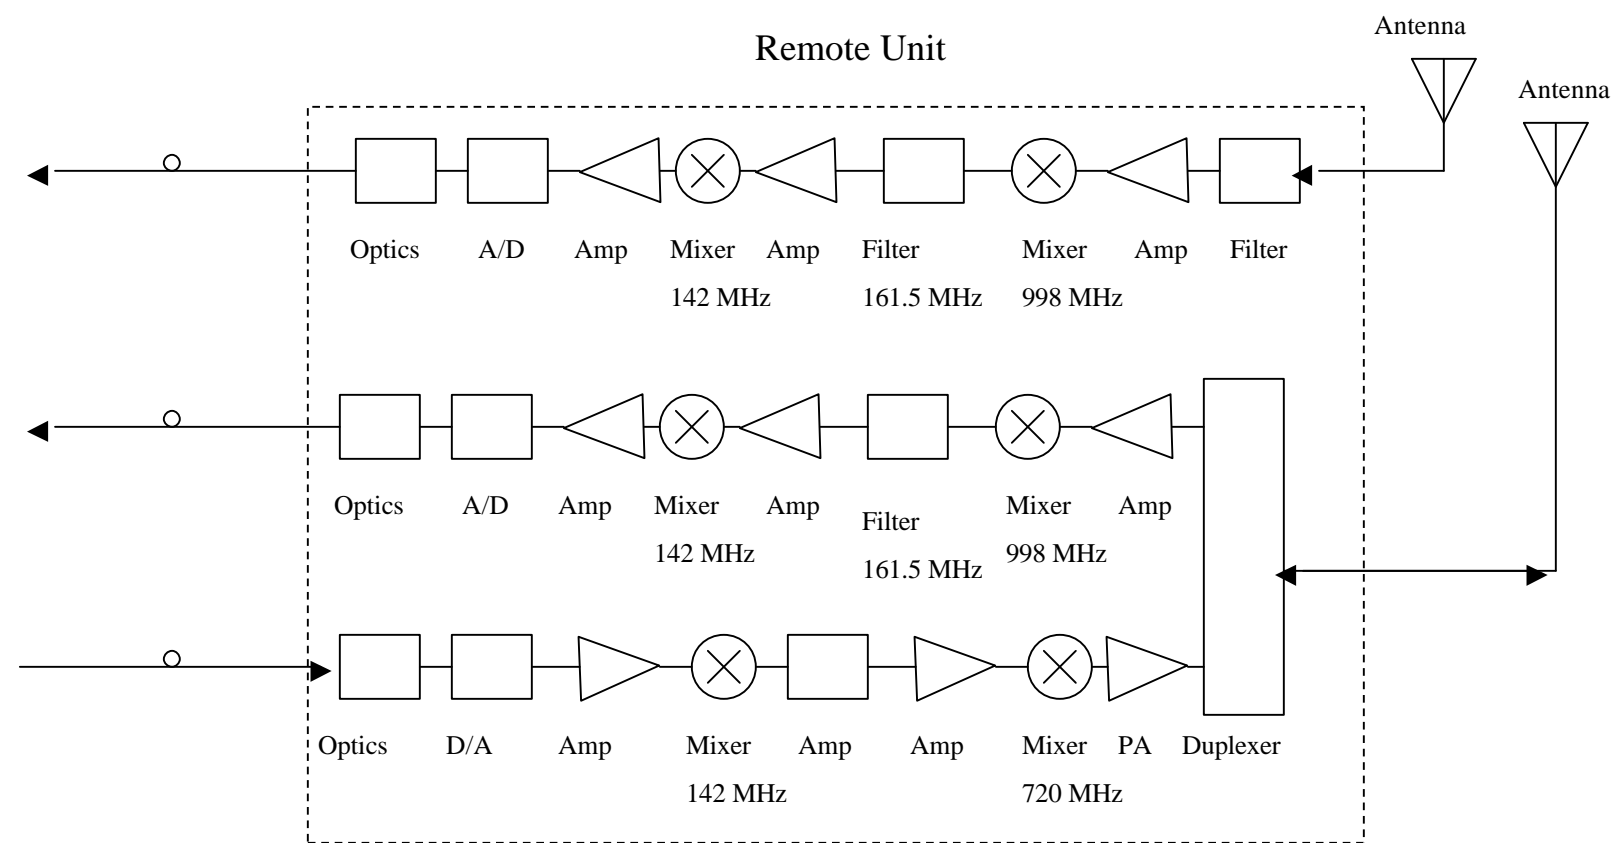 Antenna
Remote Unit
Antenna
Optics A/D Amp Mixer Amp Filter Mixer Amp Filter
142 MHz 161.5 MHz 998 MHz
Optics A/D Amp Mixer Amp Filter Mixer Amp
142 MHz 161.5 MHz 998 MHz
Optics D/A Amp Mixer Amp Amp Mixer PA Duplexer
142 MHz 720 MHz